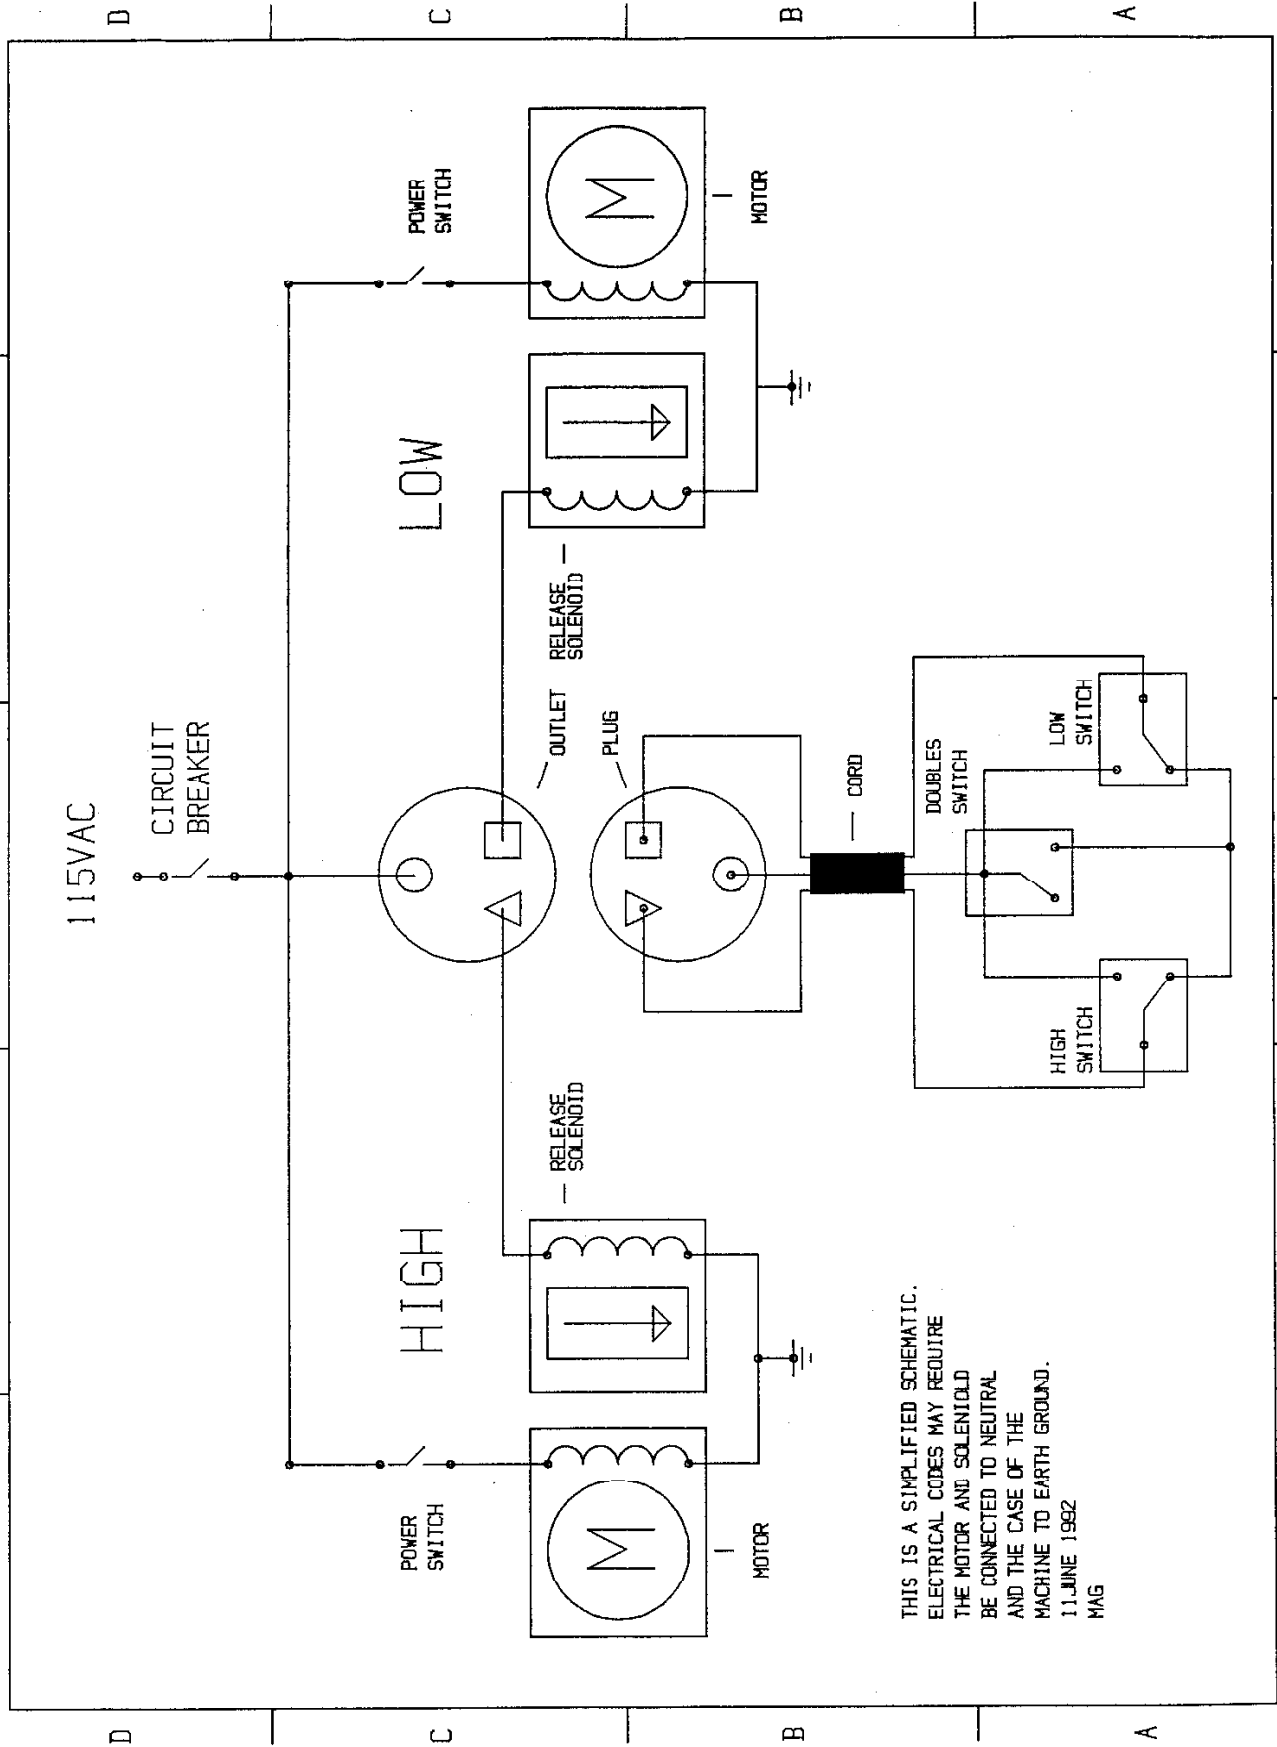 D
C
B
A
115VAC
CIRCUIT
BREAKER
HIGH
LOW
POWER
SWITCH
POWER
SWITCH
RELEASE
SOLENOID
OUTLET
RELEASE
SOLENOID
M
M
PLUG
MOTOR
MOTOR
CORD
DOUBLES
SWITCH
HIGH
SWITCH
LOW
SWITCH
THIS IS A SIMPLIFIED SCHEMATIC.
ELECTRICAL CODES MAY REQUIRE
THE MOTOR AND SOLENIOLD
BE CONNECTED TO NEUTRAL
AND THE CASE OF THE
MACHINE TO EARTH GROUND.
11JUNE 1992
MAG
D
C
B
A